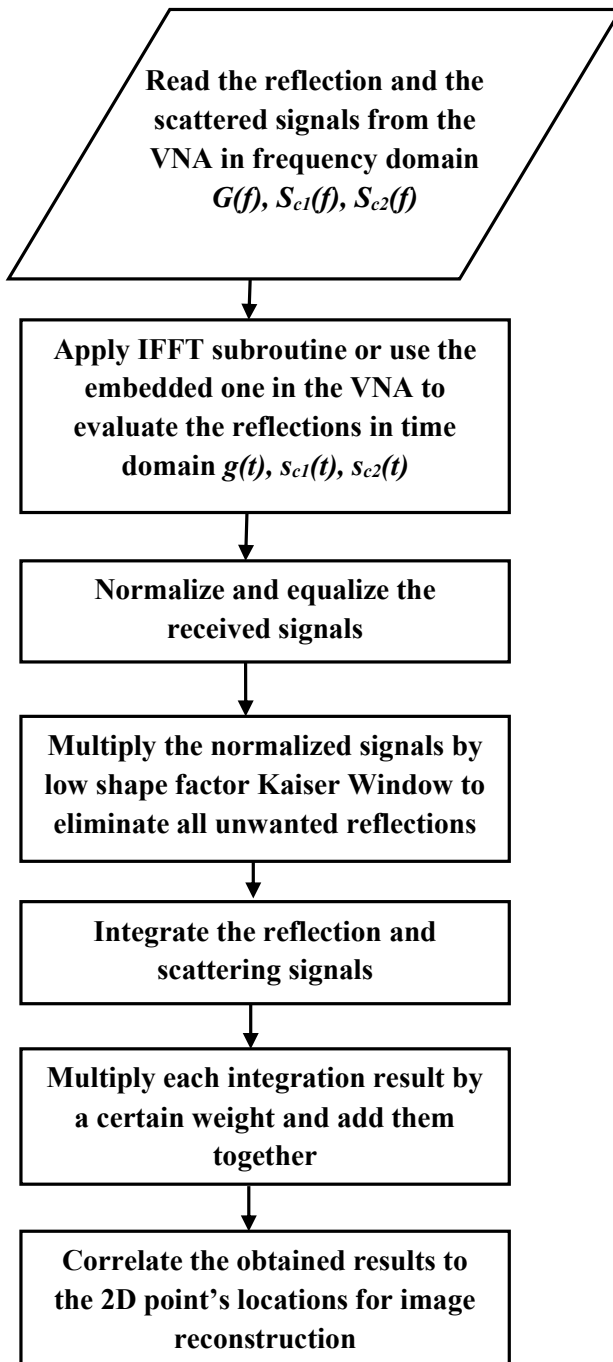 Read the reflection and the
scattered signals from the
VNA in frequency domain
G(f), Sc1(f), Sc2(f)
Apply IFFT subroutine or use the
embedded one in the VNA to
evaluate the reflections in time
domain g(t), sc1(t), sc2(t)
Normalize and equalize the
received signals
Multiply the normalized signals by
low shape factor Kaiser Window to
eliminate all unwanted reflections
Integrate the reflection and
scattering signals
Multiply each integration result by
a certain weight and add them
together
Correlate the obtained results to
the 2D point’s locations for image
reconstruction